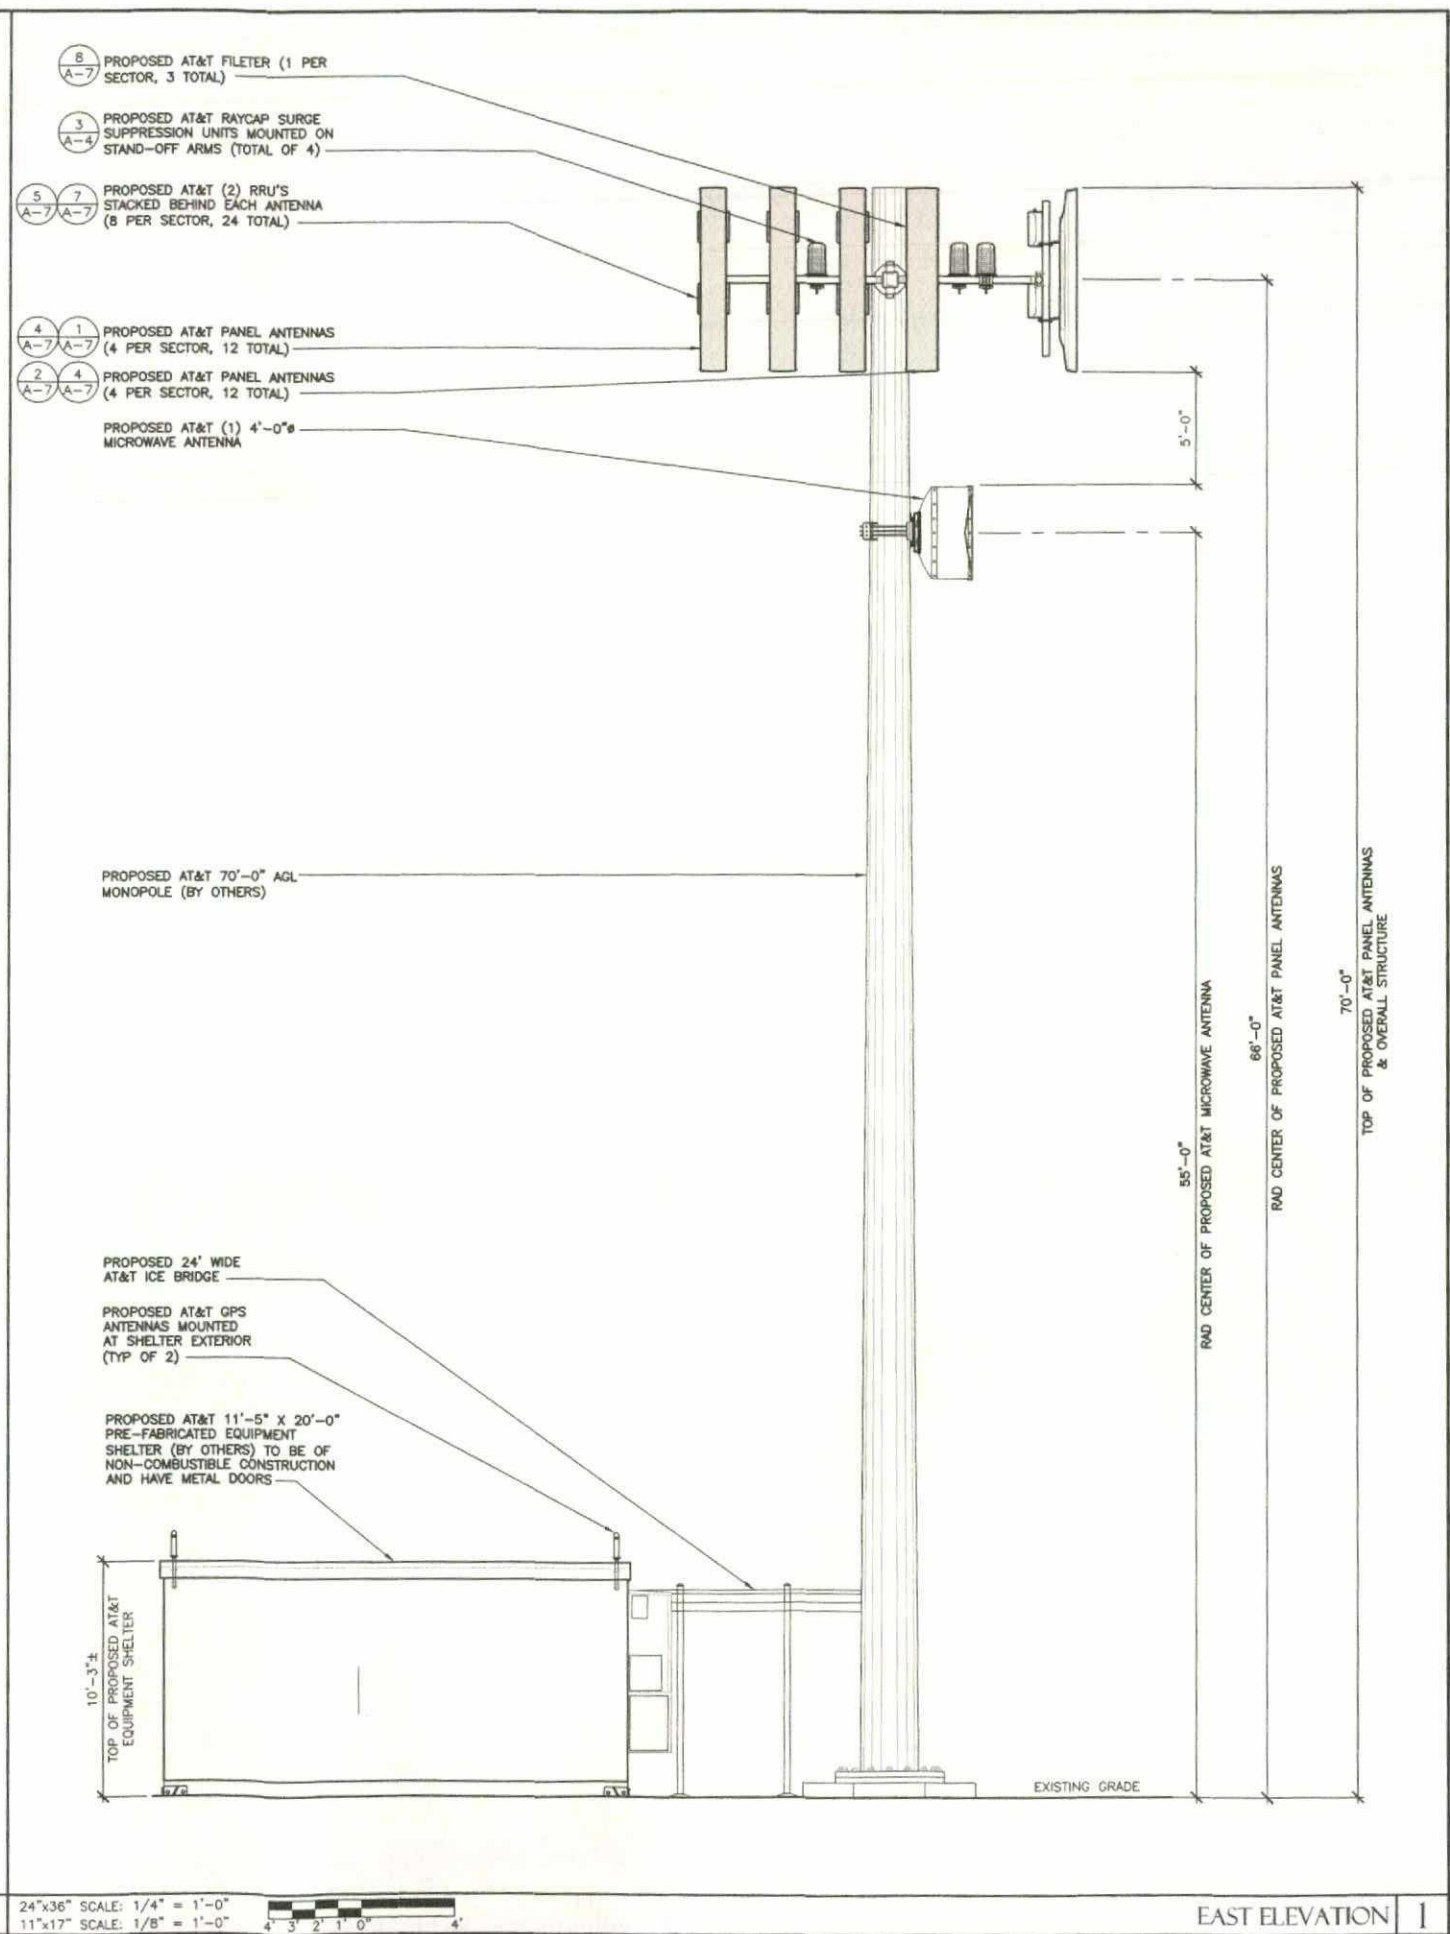 8
A-7
PROPOSED AT&T FILETER (1 PER
SECTOR, 3 TOTAL)
3
A-4
PROPOSED AT&T RAYCAP SURGE
SUPPRESSION UNITS MOUNTED ON
STAND-OFF ARMS (TOTAL OF 4)
5 7
A-7 A-7
PROPOSED AT&T (2) RRU'S
STACKED BEHIND EACH ANTENNA
(8 PER SECTOR, 24 TOTAL)
4 1
A-7 A-7
PROPOSED AT&T PANEL ANTENNAS
(4 PER SECTOR, 12 TOTAL)
2 4
A-7 A-7
PROPOSED AT&T PANEL ANTENNAS
(4 PER SECTOR, 12 TOTAL)
PROPOSED AT&T (1) 4'-0"ø
MICROWAVE ANTENNA
5'-0"
PROPOSED AT&T 70'-0" AGL
MONOPOLE (BY OTHERS)
55'-0"
RAD CENTER OF PROPOSED AT&T MICROWAVE ANTENNA
66'-0"
RAD CENTER OF PROPOSED AT&T PANEL ANTENNAS
70'-0"
TOP OF PROPOSED AT&T PANEL ANTENNAS
& OVERALL STRUCTURE
PROPOSED 24' WIDE
AT&T ICE BRIDGE
PROPOSED AT&T GPS
ANTENNAS MOUNTED
AT SHELTER EXTERIOR
(TYP OF 2)
PROPOSED AT&T 11'-5" X 20'-0"
PRE-FABRICATED EQUIPMENT
SHELTER (BY OTHERS) TO BE OF
NON-COMBUSTIBLE CONSTRUCTION
AND HAVE METAL DOORS
10'-3"±
TOP OF PROPOSED AT&T
EQUIPMENT SHELTER
EXISTING GRADE
24"x36" SCALE: 1/4" = 1'-0"
11"x17" SCALE: 1/8" = 1'-0"
4' 3' 2' 1' 0" 4'
EAST ELEVATION 1